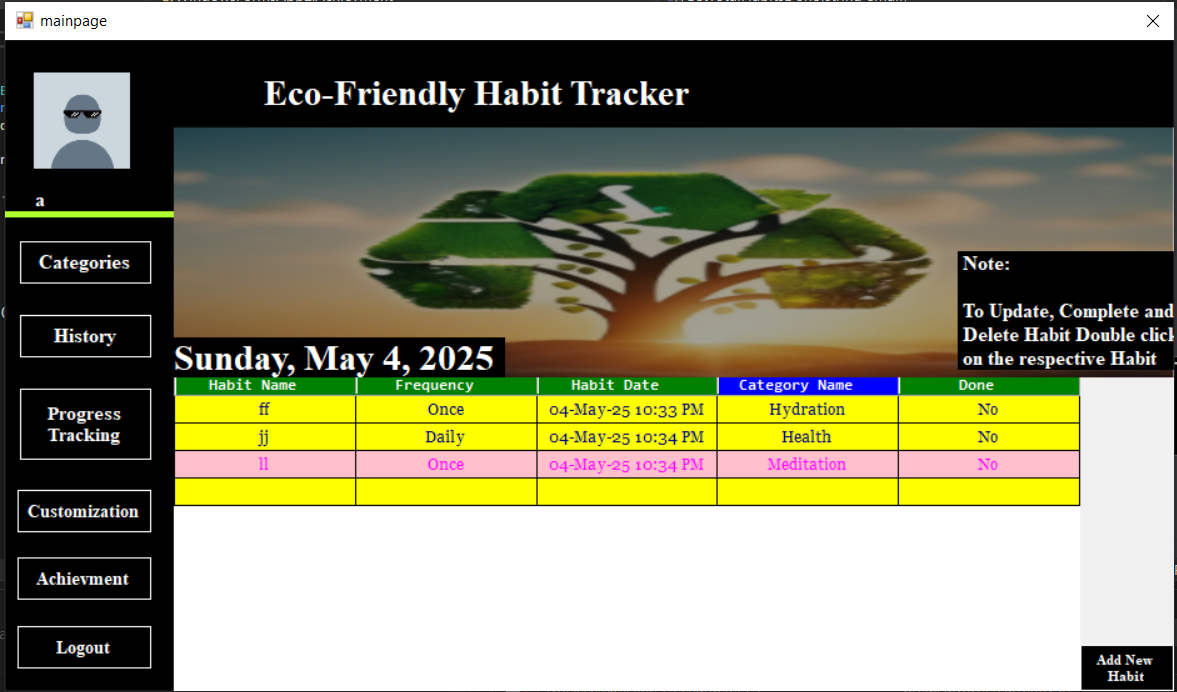 mainpage
Eco-Friendly Habit Tracker
a
Categories
History
Progress
Tracking
Customization
Achievment
Logout
Note:
To Update, Complete and
Delete Habit Double click
on the respective Habit
Sunday, May 4, 2025
Habit Name Frequency Habit Date Category Name Done
ff Once 04-May-25 10:33 PM Hydration No
jj Daily 04-May-25 10:34 PM Health No
ll Once 04-May-25 10:34 PM Meditation No
Add New
Habit